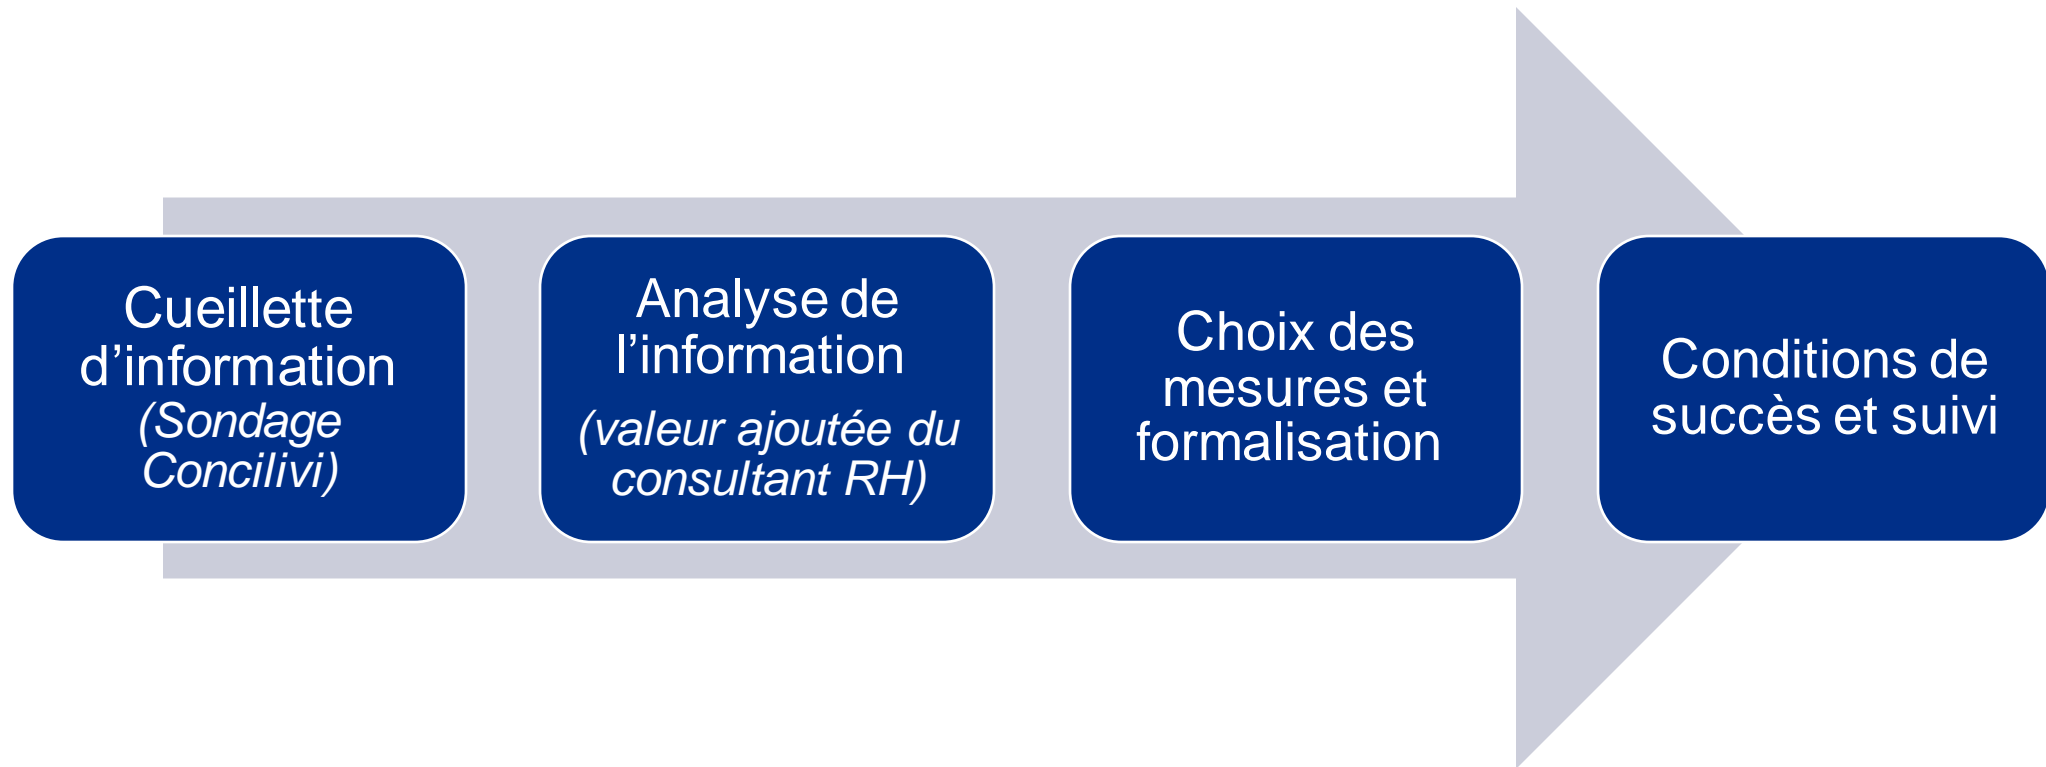 Cueillette
d’information
(Sondage
Concilivi)
Analyse de
l’information
(valeur ajoutée du
consultant RH)
Choix des
mesures et
formalisation
Conditions de
succès et suivi